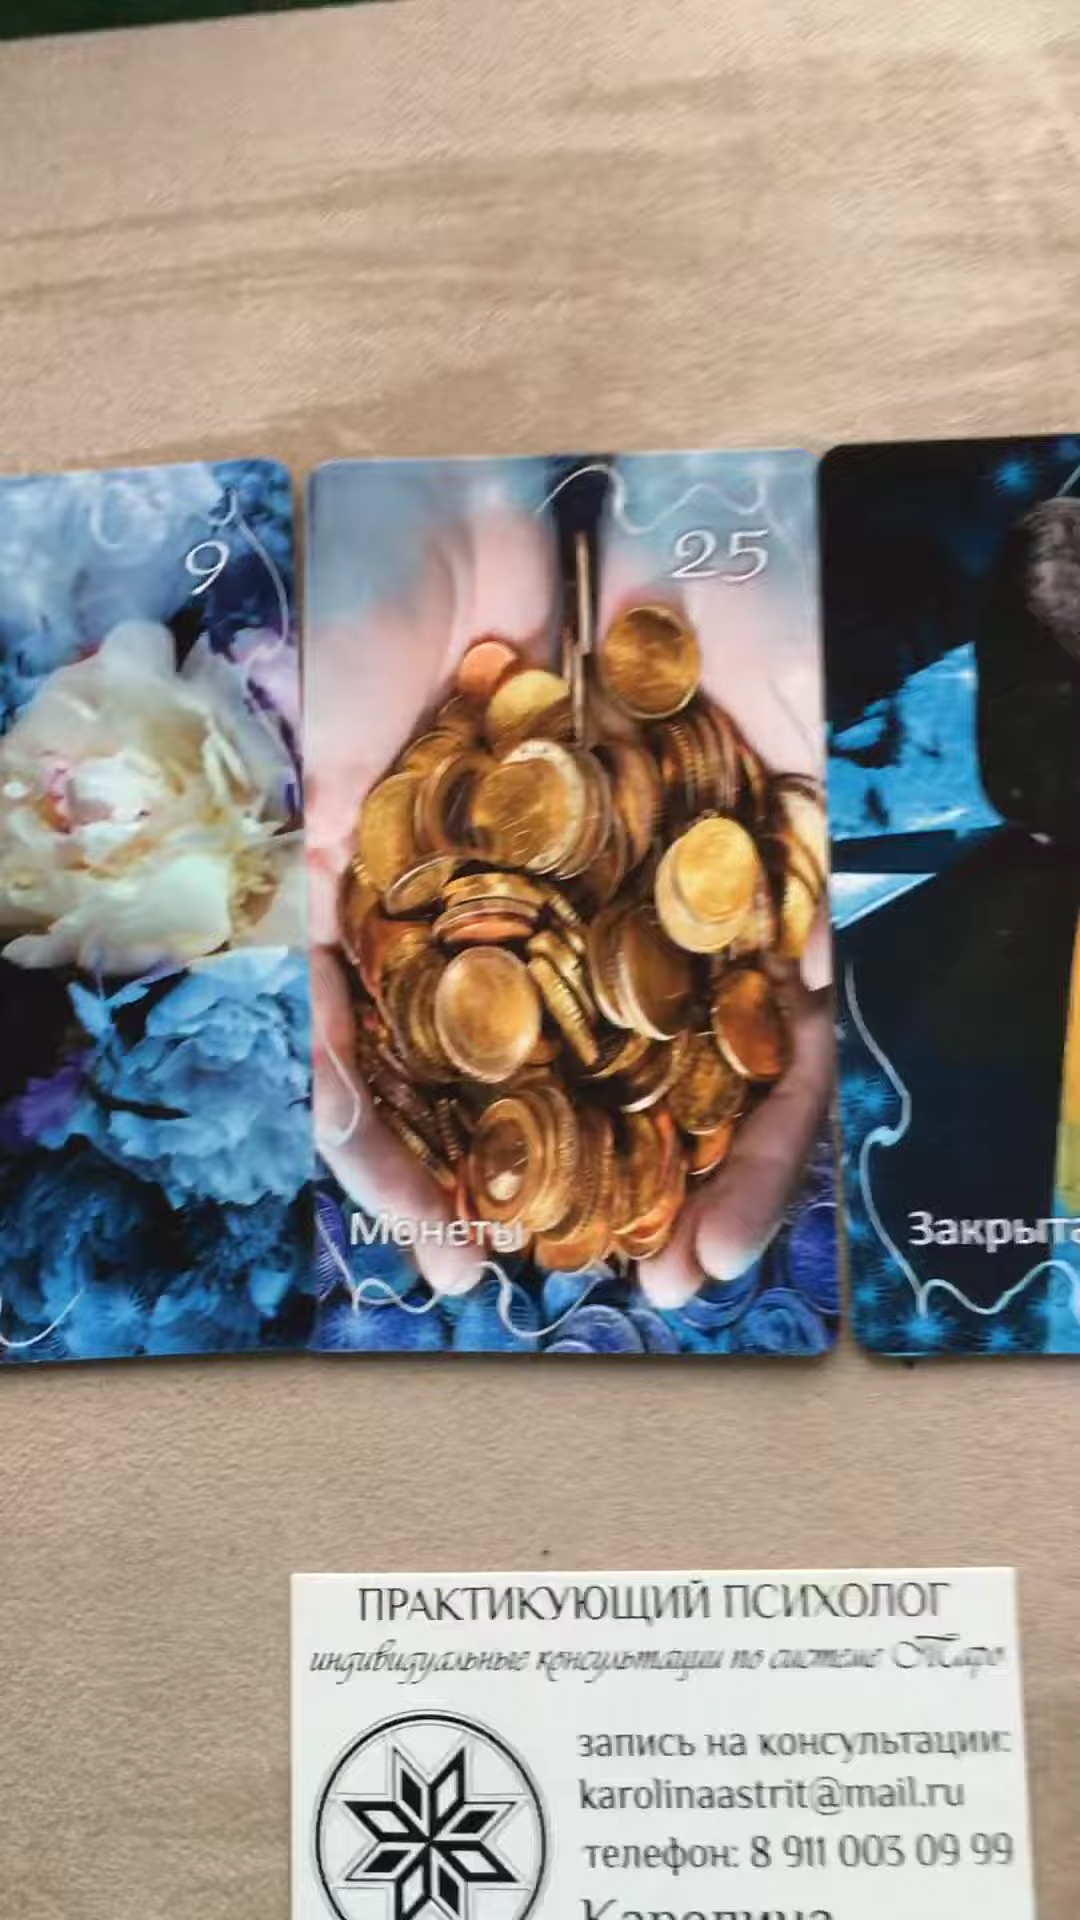 9
25
Монеты
ПРАКТИКУЮЩИЙ ПСИХОЛОГ
индивидуальные консультации по системе Таро
запись на консультации:
karolinaastrit@mail.ru
телефон: 8 911 003 09 99